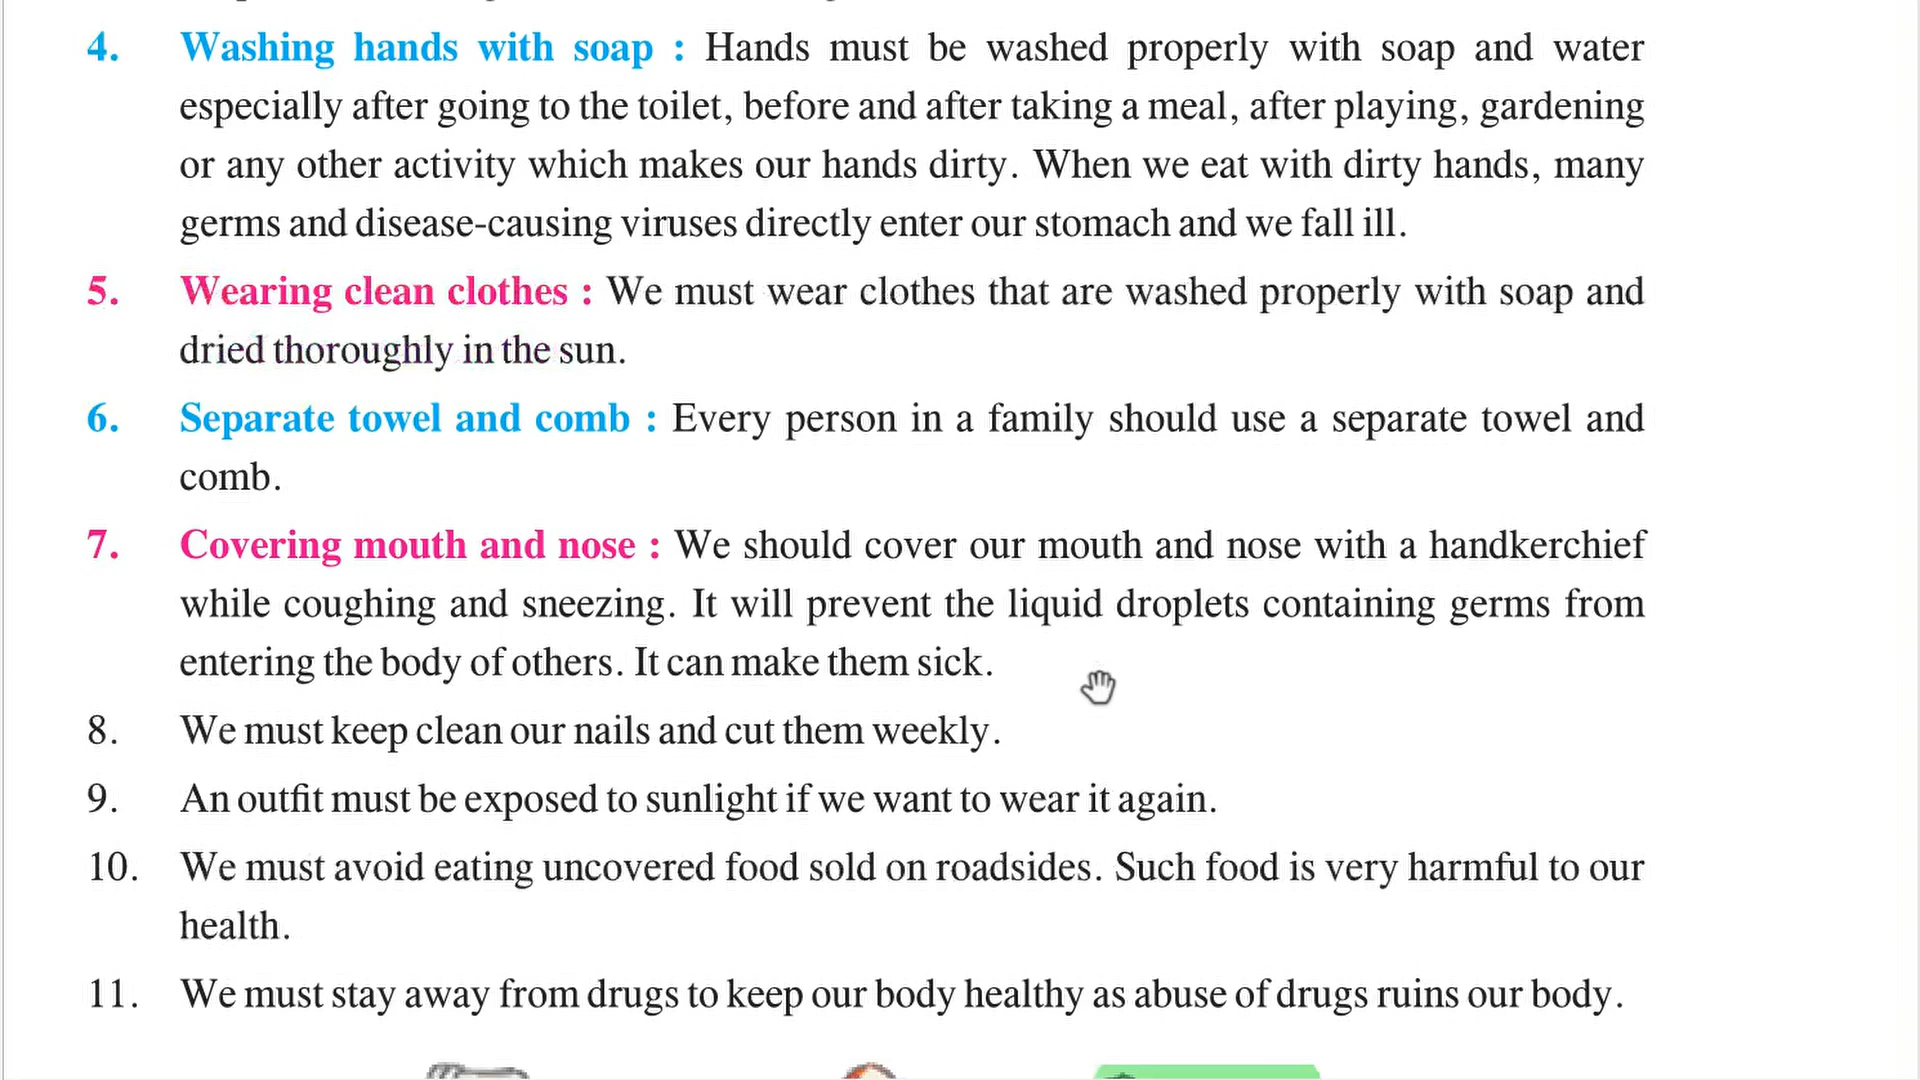 4. Washing hands with soap : Hands must be washed properly with soap and water
especially after going to the toilet, before and after taking a meal, after playing, gardening
or any other activity which makes our hands dirty. When we eat with dirty hands, many
germs and disease-causing viruses directly enter our stomach and we fall ill.
5. Wearing clean clothes : We must wear clothes that are washed properly with soap and
dried thoroughly in the sun.
6. Separate towel and comb : Every person in a family should use a separate towel and
comb.
7. Covering mouth and nose : We should cover our mouth and nose with a handkerchief
while coughing and sneezing. It will prevent the liquid droplets containing germs from
entering the body of others. It can make them sick.
8. We must keep clean our nails and cut them weekly.
9. An outfit must be exposed to sunlight if we want to wear it again.
10. We must avoid eating uncovered food sold on roadsides. Such food is very harmful to our
health.
11. We must stay away from drugs to keep our body healthy as abuse of drugs ruins our body.